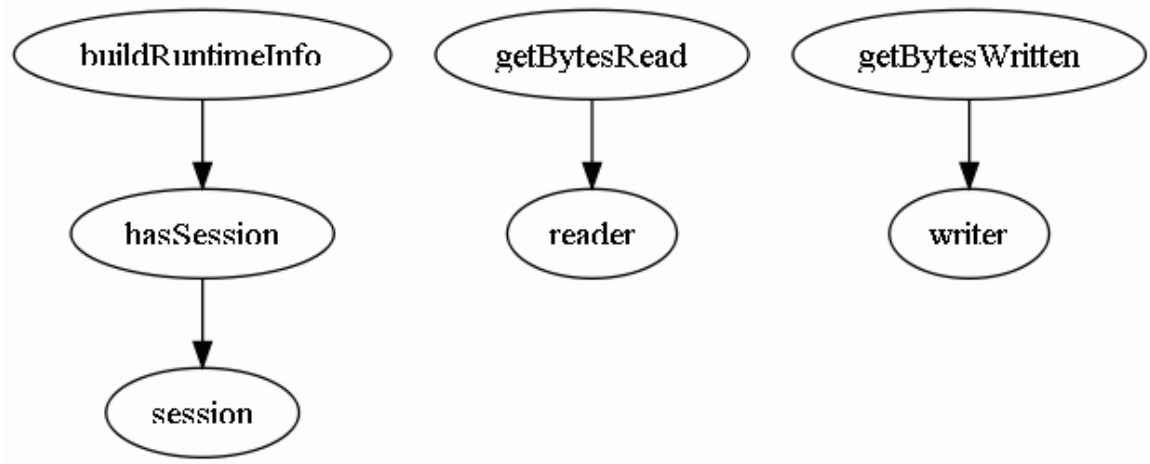 buildRuntimeInfo
getBytesRead
getBytesWritten
hasSession
reader
writer
session